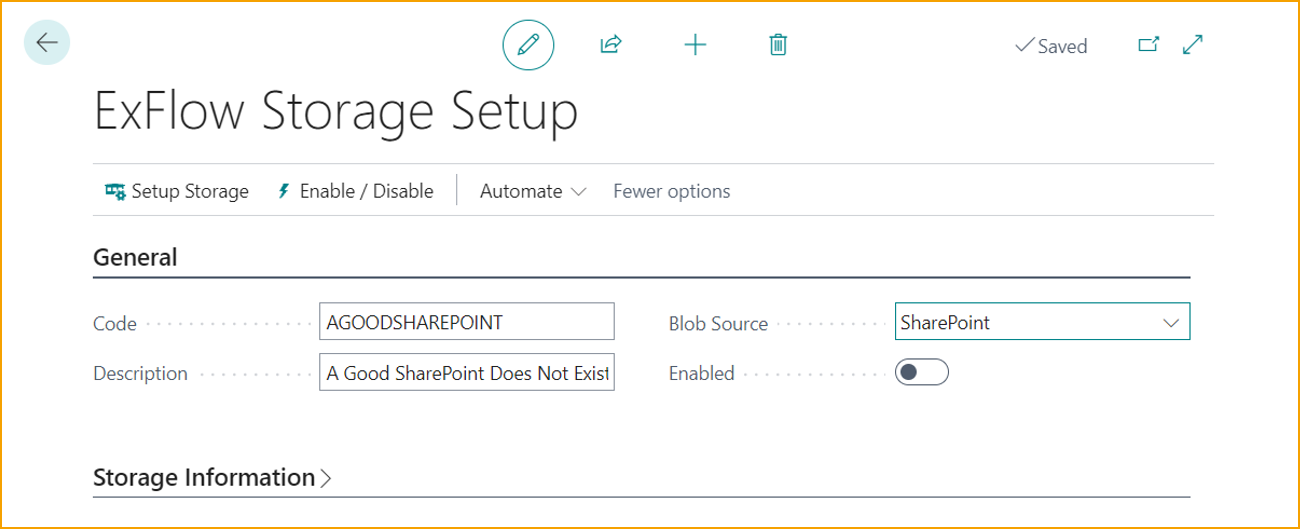 Saved
ExFlow Storage Setup
Setup Storage Enable / Disable Automate Fewer options
General
Code AGOODSHAREPOINT Blob Source SharePoint
Description A Good SharePoint Does Not Exist Enabled
Storage Information